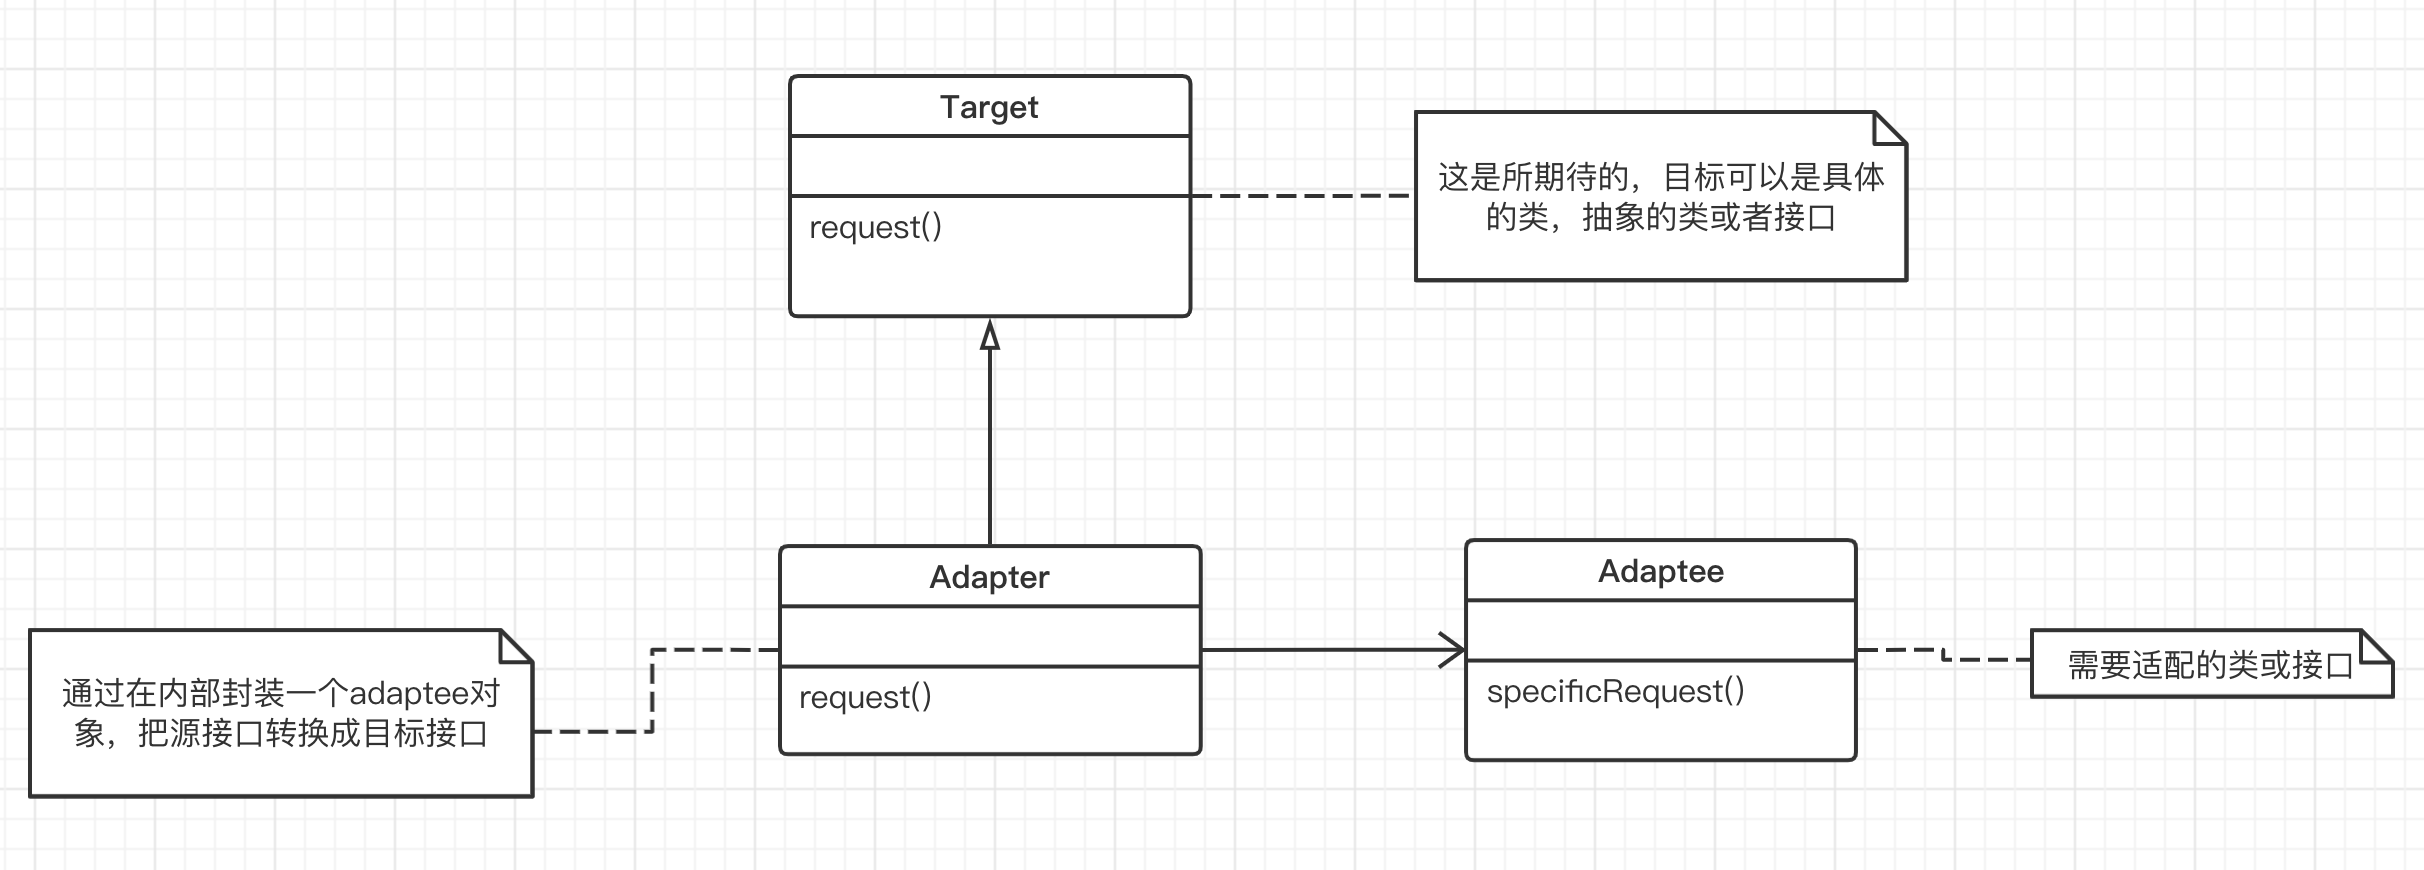 Target
request()
这是所期待的，目标可以是具体
的类，抽象的类或者接口
Adapter
request()
通过在内部封装一个adaptee对
象，把源接口转换成目标接口
Adaptee
specificRequest()
需要适配的类或接口